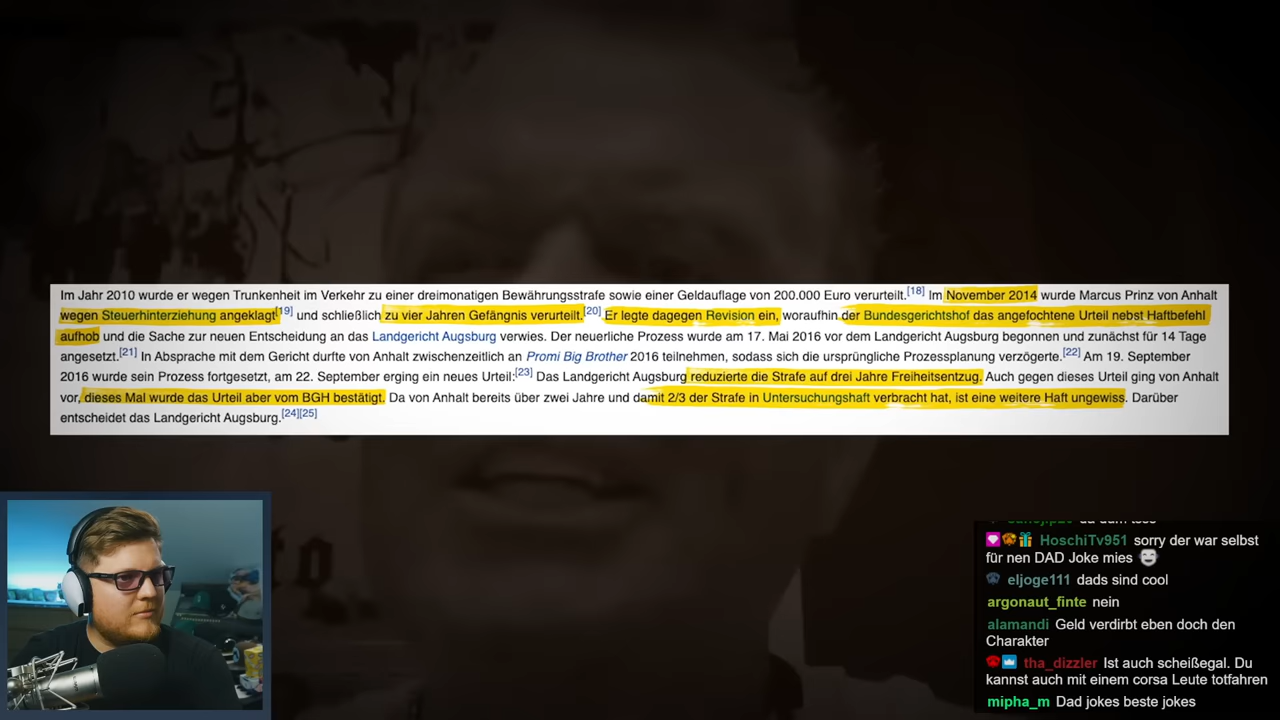 Im Jahr 2010 wurde er wegen Trunkenheit im Verkehr zu einer dreimonatigen Bewährungsstrafe sowie einer Geldauflage von 200.000 Euro verurteilt.[18] Im November 2014 wurde Marcus Prinz von Anhalt
wegen Steuerhinterziehung angeklagt[19] und schließlich zu vier Jahren Gefängnis verurteilt.[20] Er legte dagegen Revision ein, woraufhin der Bundesgerichtshof das angefochtene Urteil nebst Haftbefehl
aufhob und die Sache zur neuen Entscheidung an das Landgericht Augsburg verwies. Der neuerliche Prozess wurde am 17. Mai 2016 vor dem Landgericht Augsburg begonnen und zunächst für 14 Tage
angesetzt.[21] In Absprache mit dem Gericht durfte von Anhalt zwischenzeitlich an Promi Big Brother 2016 teilnehmen, sodass sich die ursprüngliche Prozessplanung verzögerte.[22] Am 19. September
2016 wurde sein Prozess fortgesetzt, am 22. September erging ein neues Urteil:[23] Das Landgericht Augsburg reduzierte die Strafe auf drei Jahre Freiheitsentzug. Auch gegen dieses Urteil ging von Anhalt
vor, dieses Mal wurde das Urteil aber vom BGH bestätigt. Da von Anhalt bereits über zwei Jahre und damit 2/3 der Strafe in Untersuchungshaft verbracht hat, ist eine weitere Haft ungewiss. Darüber
entscheidet das Landgericht Augsburg.[24][25]
HoschiTv951 sorry der war selbst
für nen DAD Joke mies
eljoge111 dads sind cool
argonaut_finte nein
alamandi Geld verdirbt eben doch den
Charakter
tha_dizzler Ist auch scheißegal. Du
kannst auch mit einem corsa Leute totfahren
mipha_m Dad jokes beste jokes